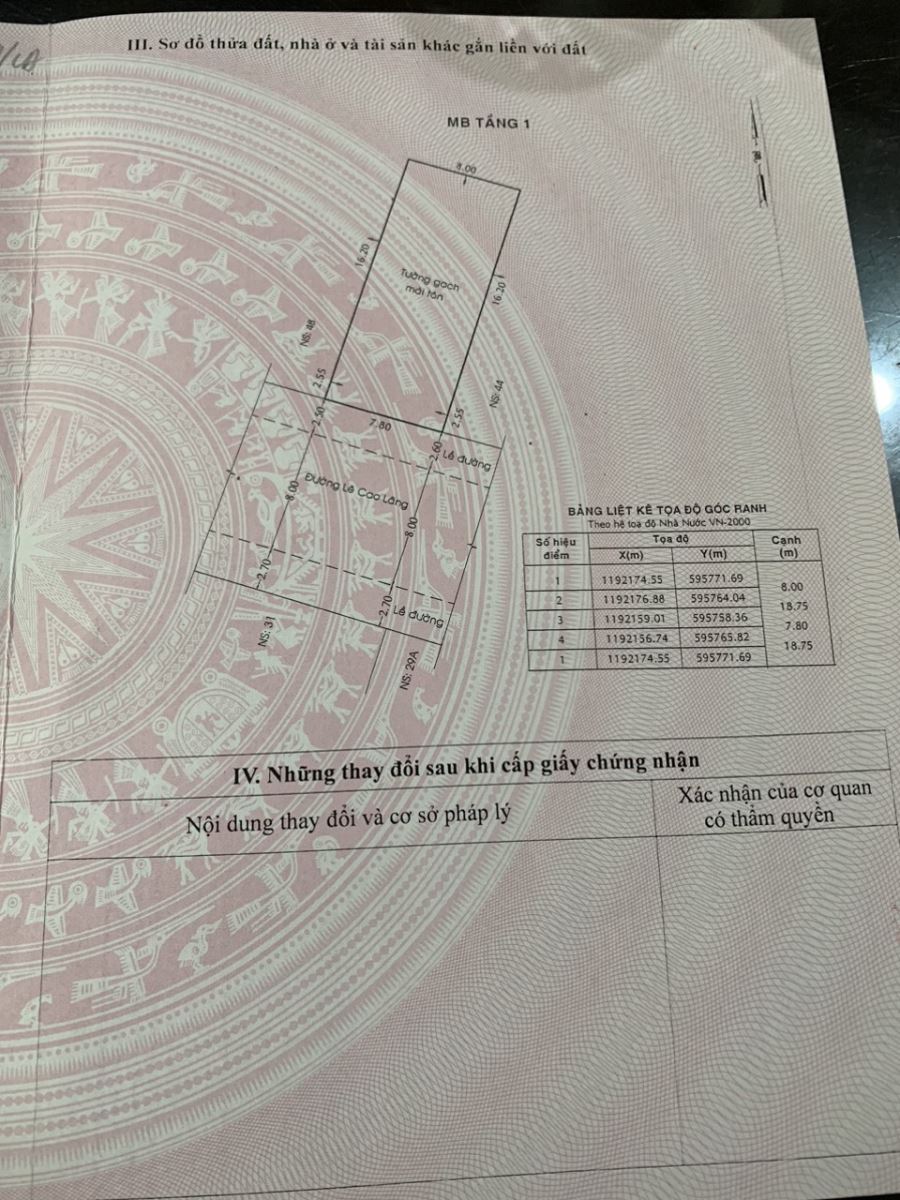 III. Sơ đồ thửa đất, nhà ở và tài sản khác gắn liền với đất
MB TẦNG 1
8.00
16.20
Tường gạch
mái tôn
16.20
NS: 48
2.55
NS: 44
2.50
7.80
2.55
2.60
Lề đường
Đường Lê Cao Lãng
8.00
8.00
2.70
2.70
Lề đường
NS: 31
NS: 29A
BẢNG LIỆT KÊ TỌA ĐỘ GÓC RANH
Theo hệ toạ độ Nhà Nước VN-2000
Số hiệu điểm Tọa độ Cạnh (m)
X(m) Y(m)
1 1192174.55 595771.69
8.00
2 1192176.88 595764.04
18.75
3 1192159.01 595758.36
7.80
4 1192156.74 595765.82
18.75
1 1192174.55 595771.69
IV. Những thay đổi sau khi cấp giấy chứng nhận
Nội dung thay đổi và cơ sở pháp lý
Xác nhận của cơ quan
có thẩm quyền